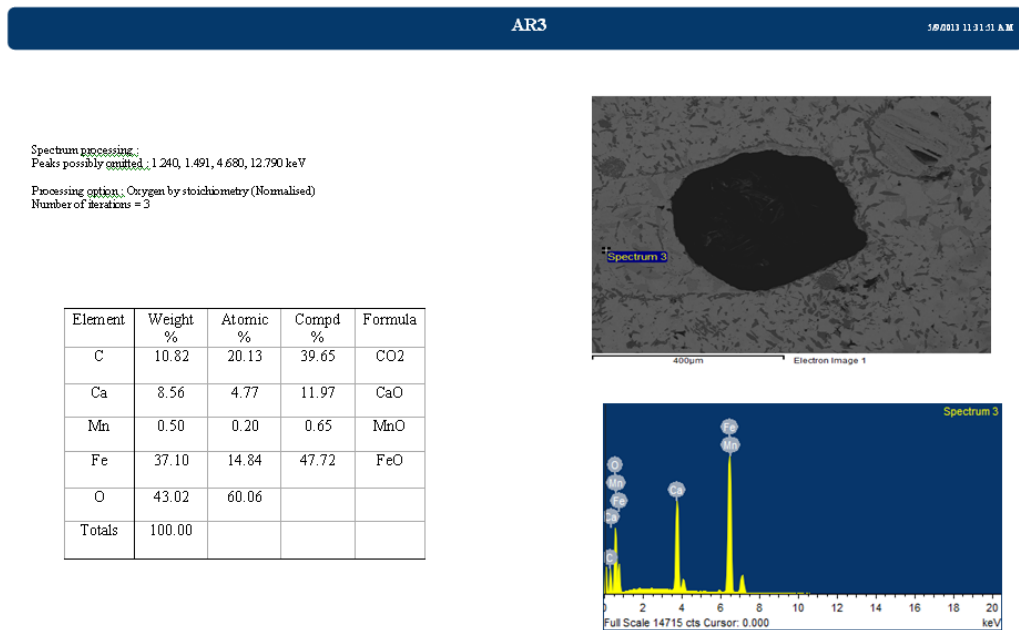 AR3
5/9/2013 11:31:51 AM
Spectrum processing :
Peaks possibly omitted : 1.240, 1.491, 4.680, 12.790 keV
Processing option : Oxygen by stoichiometry (Normalised)
Number of iterations = 3
Element Weight % Atomic % Compd % Formula
C 10.82 20.13 39.65 CO2
Ca 8.56 4.77 11.97 CaO
Mn 0.50 0.20 0.65 MnO
Fe 37.10 14.84 47.72 FeO
O 43.02 60.06
Totals 100.00
Spectrum 3
400µm Electron Image 1
Spectrum 3
Fe
Mn
O
Mn
Fe
Ca
Ca
C
2 4 6 8 10 12 14 16 18 20
Full Scale 14715 cts Cursor: 0.000 keV